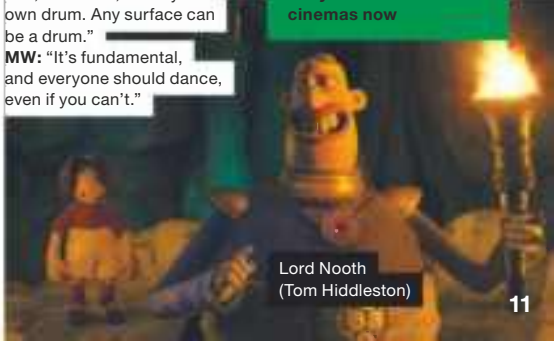 own drum. Any surface can
be a drum.”
MW: “It’s fundamental,
and everyone should dance,
even if you can’t.”
cinemas now
Lord Nooth
(Tom Hiddleston)
11